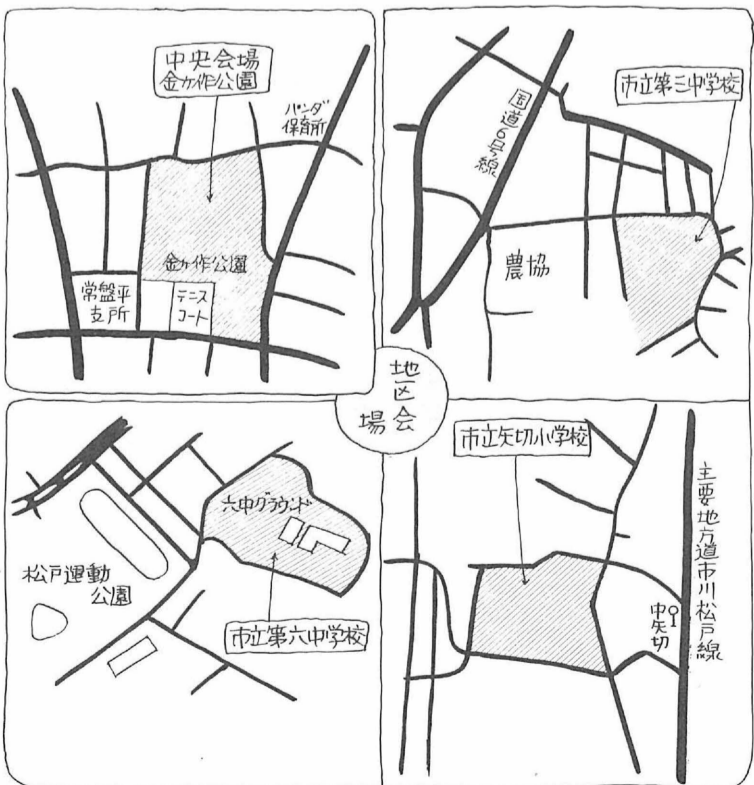 中央会場
金ケ作公園
パンダ
保育所
金ケ作公園
常盤平
支所
テニス
コート
国道6号線
市立第三中学校
農協
地区会場
六中グラウンド
松戸運動
公園
市立第六中学校
市立矢切小学校
主要地方道市川松戸線
中矢切